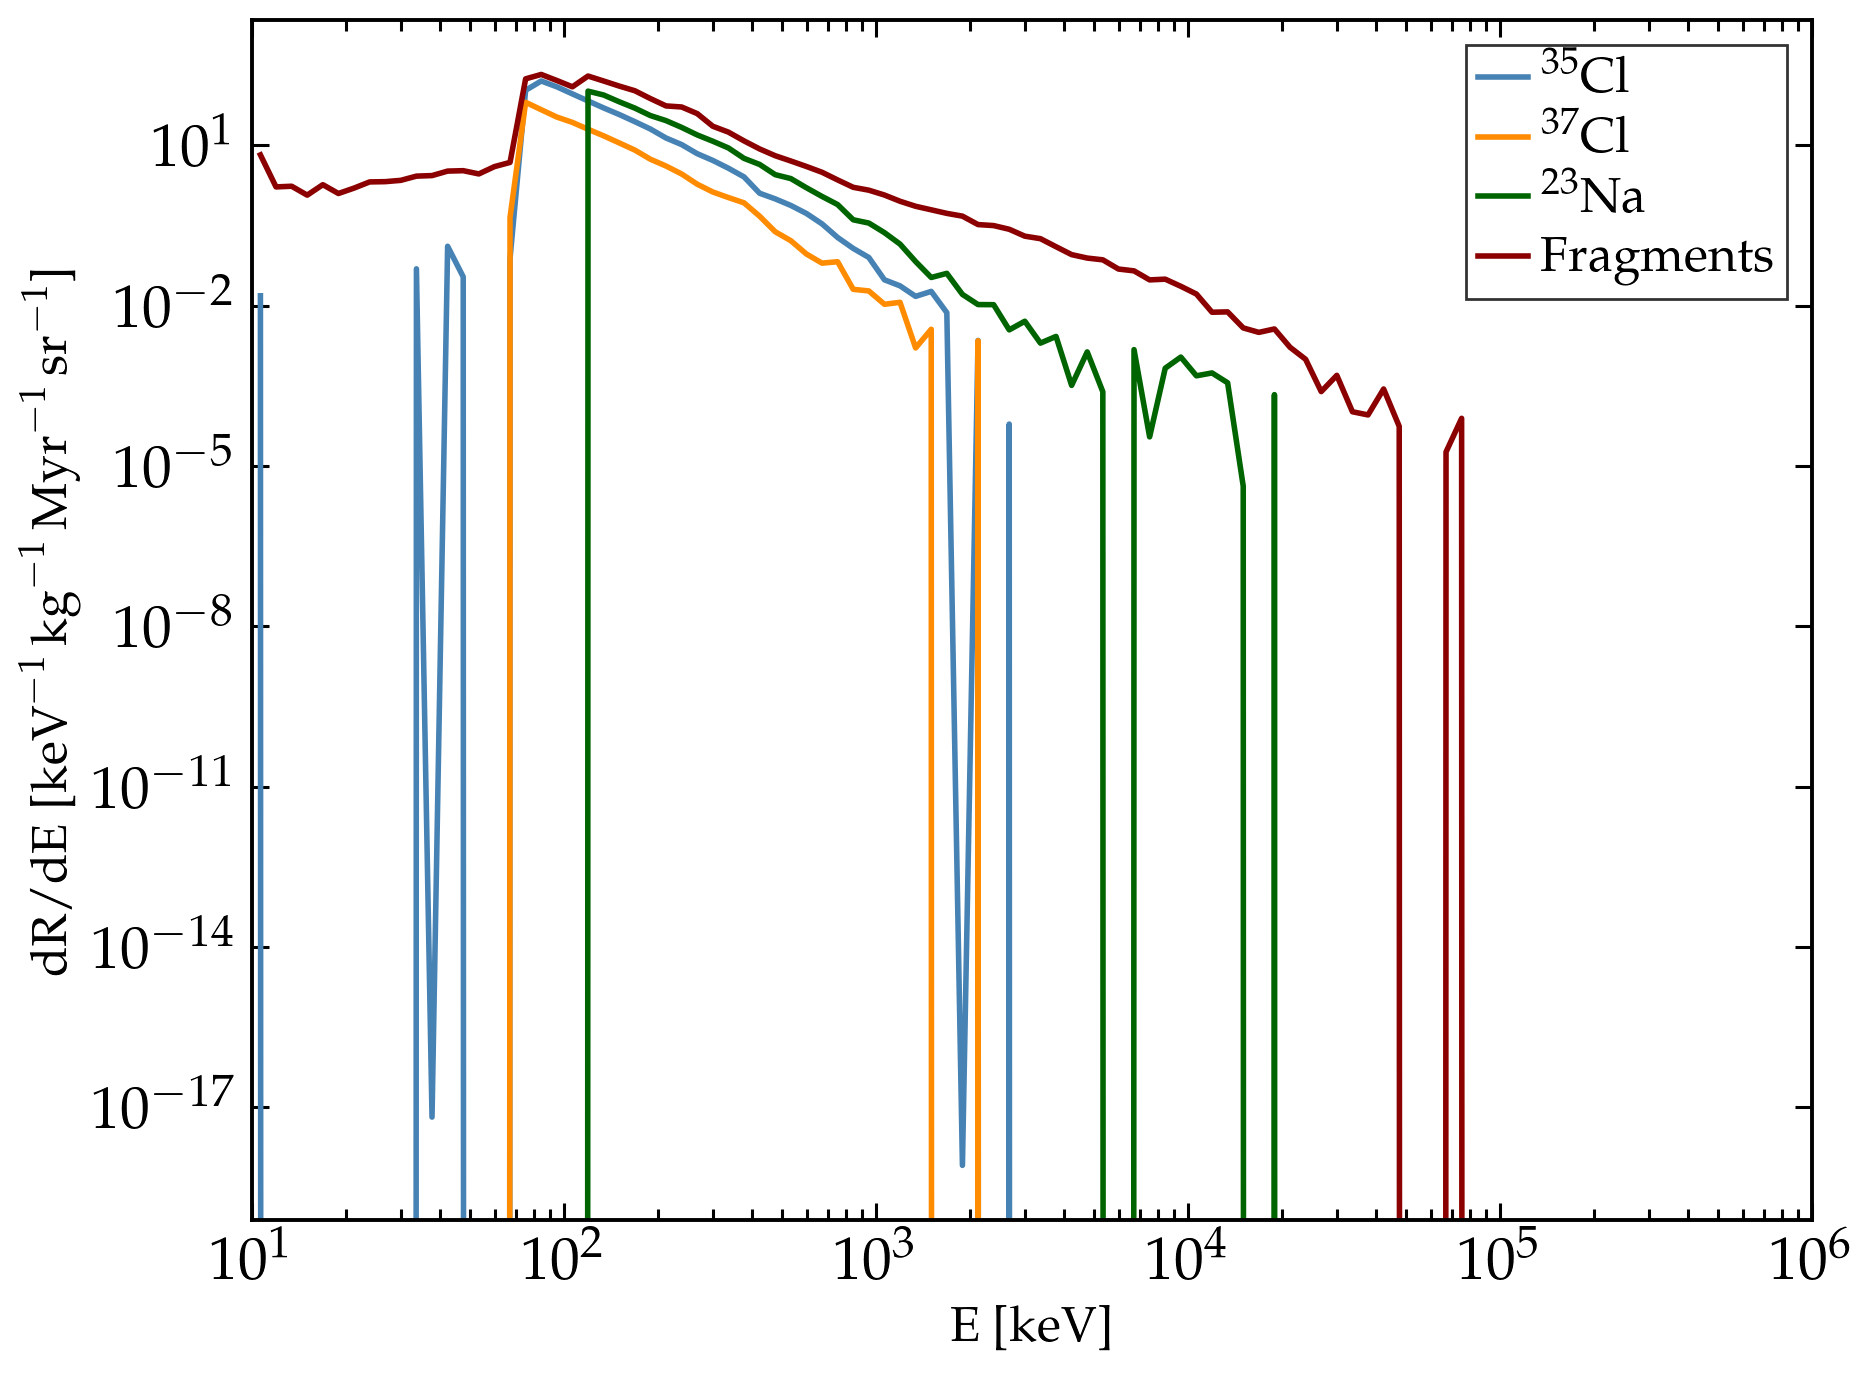 ³⁵Cl
³⁷Cl
²³Na
Fragments
dR/dE [keV⁻¹ kg⁻¹ Myr⁻¹ sr⁻¹]
10¹
10⁻²
10⁻⁵
10⁻⁸
10⁻¹¹
10⁻¹⁴
10⁻¹⁷
10¹ 10² 10³ 10⁴ 10⁵ 10⁶
E [keV]